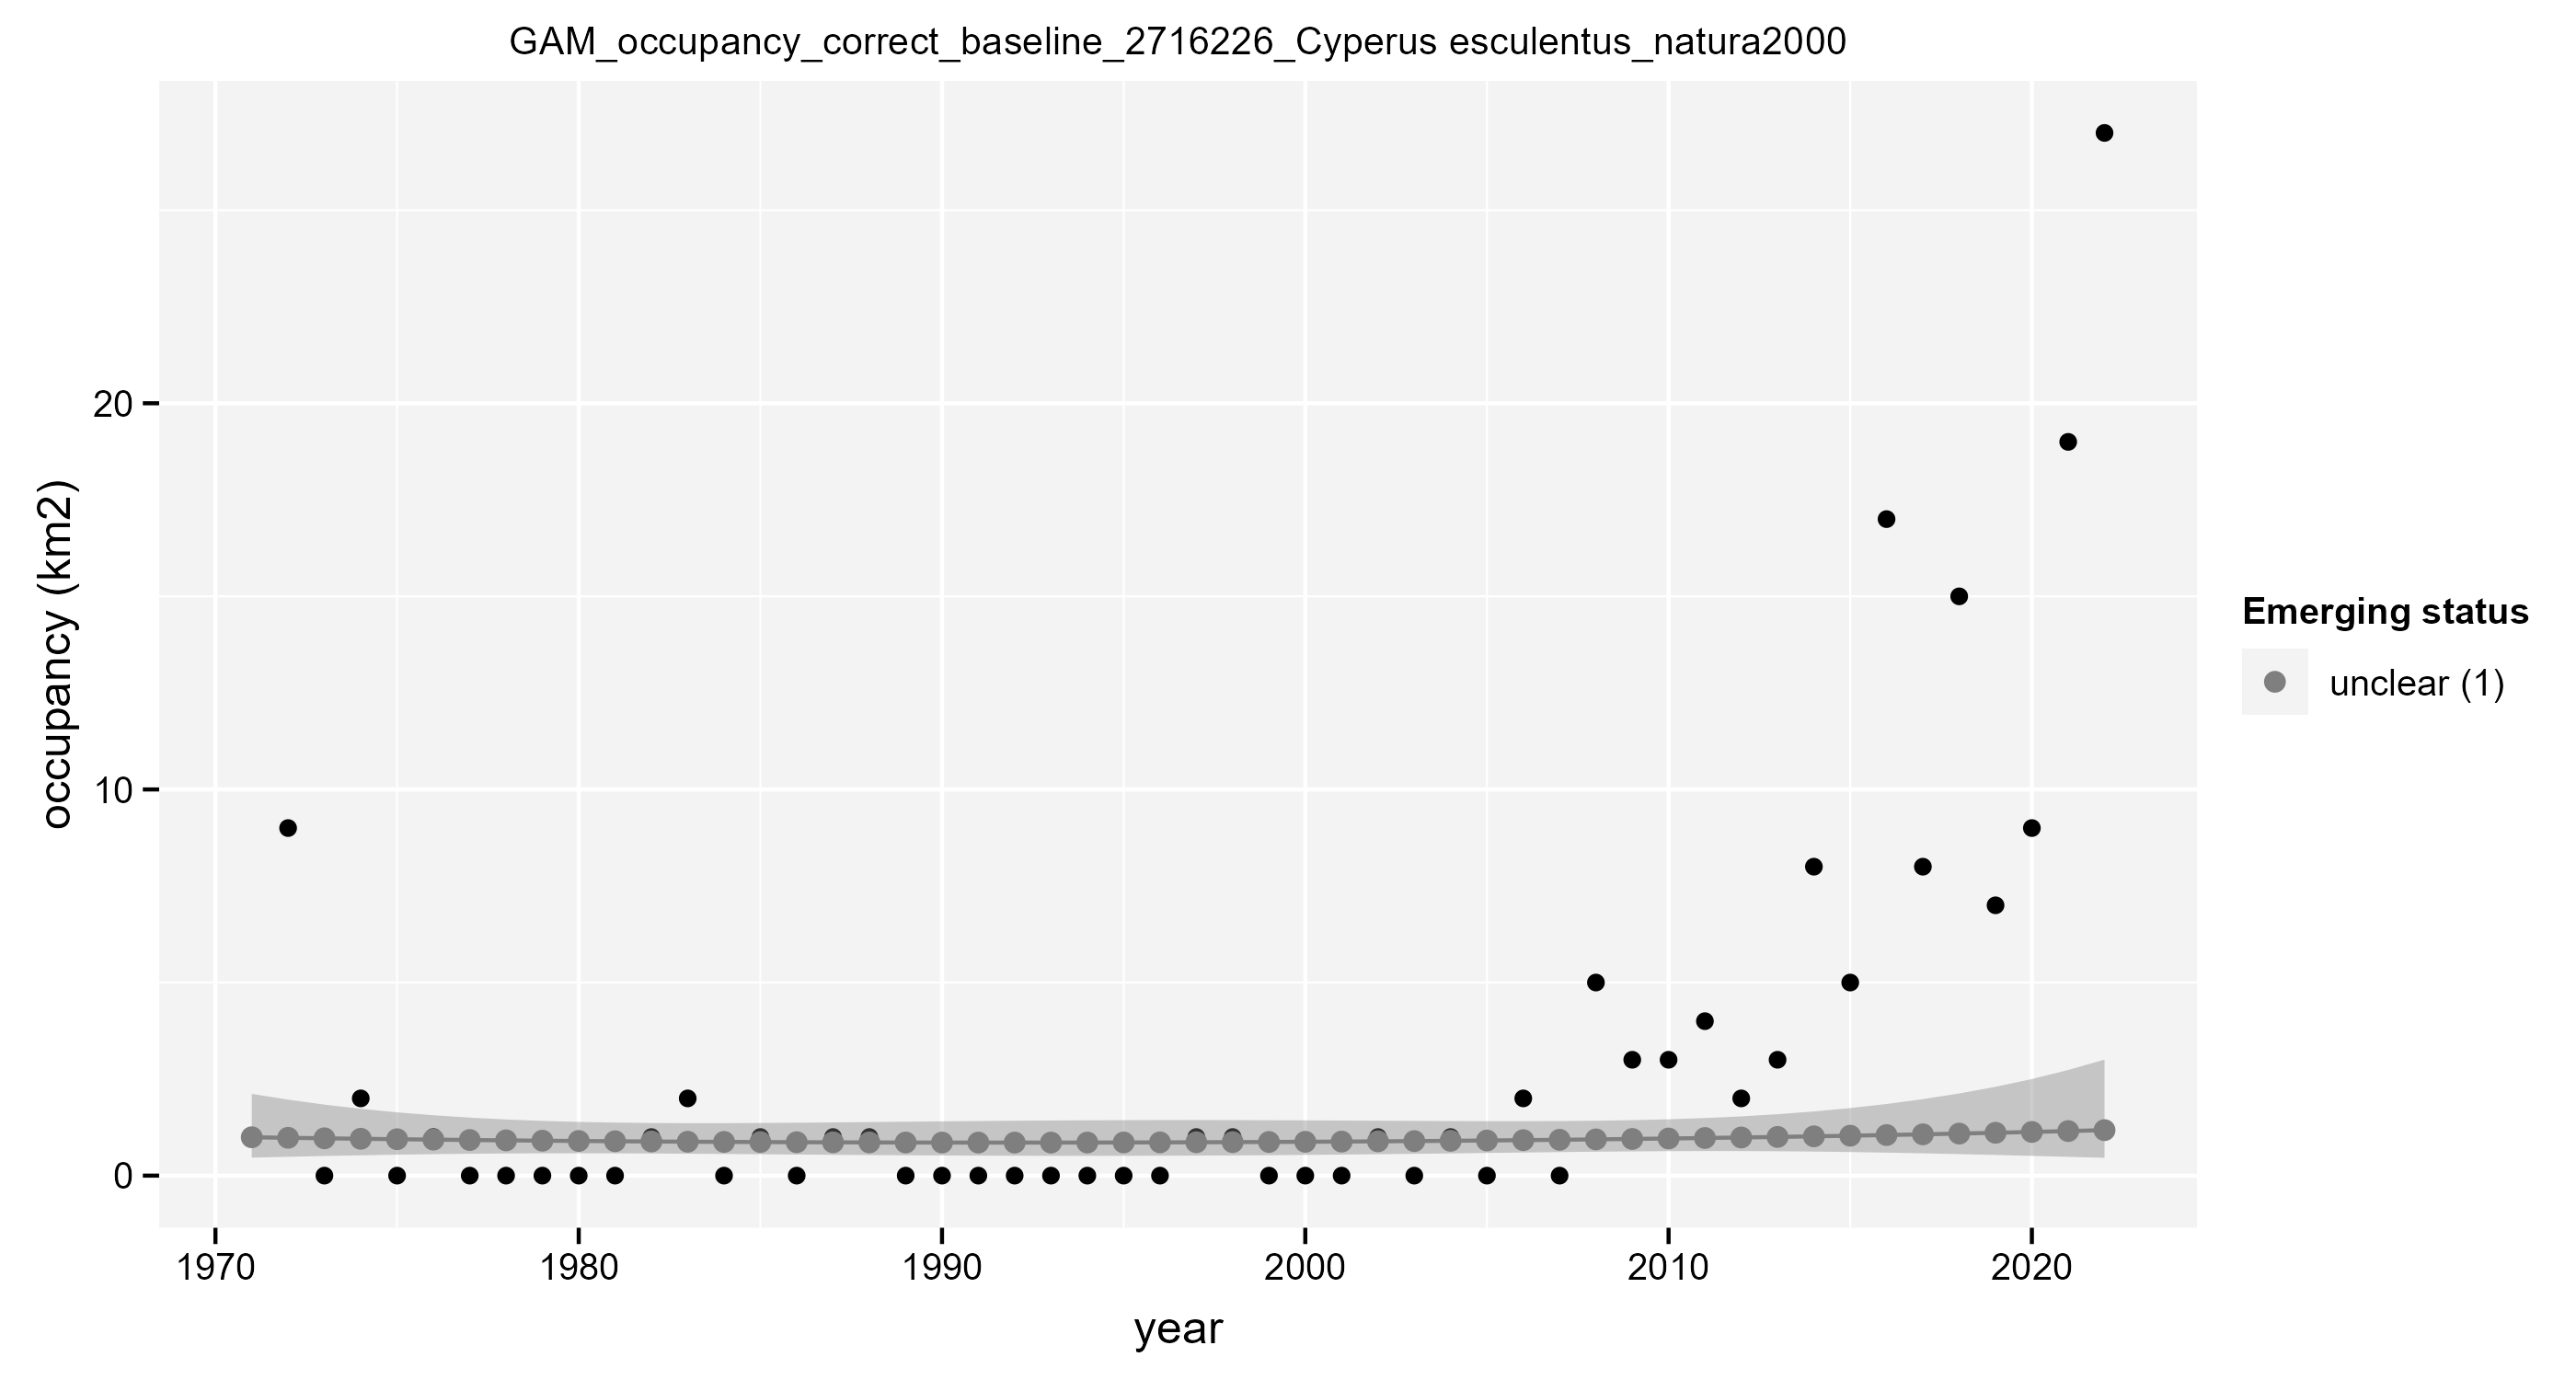 GAM_occupancy_correct_baseline_2716226_Cyperus esculentus_natura2000
occupancy (km2)
20
10
0
1970 1980 1990 2000 2010 2020
year
Emerging status
unclear (1)